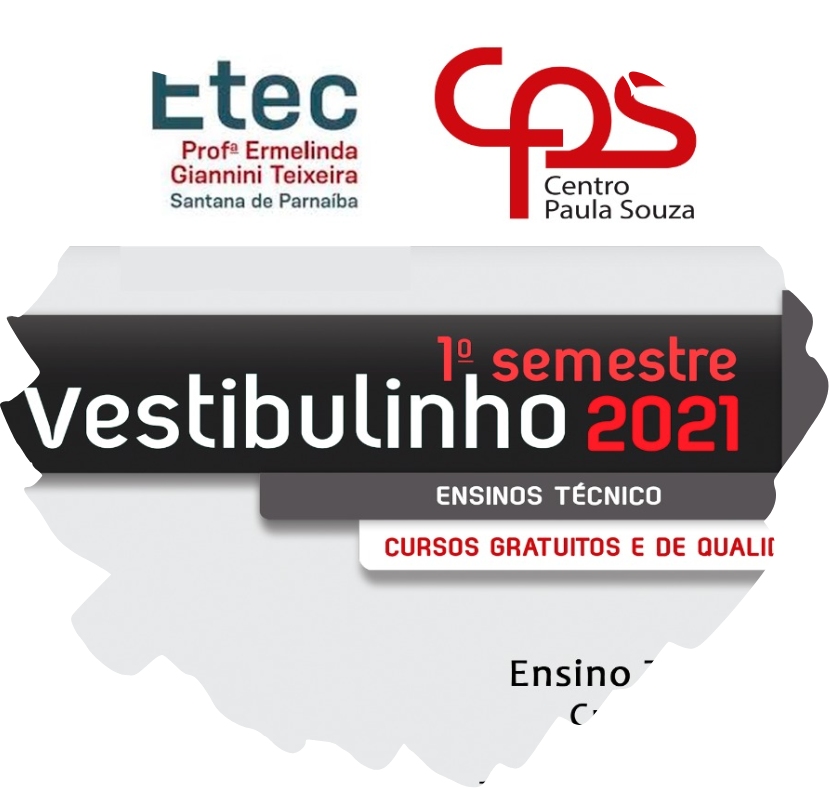 Etec
Profª Ermelinda
Giannini Teixeira
Santana de Parnaíba
CPS
Centro
Paula Souza
1º semestre
Vestibulinho 2021
ENSINOS TÉCNICO
CURSOS GRATUITOS E DE
Ensino